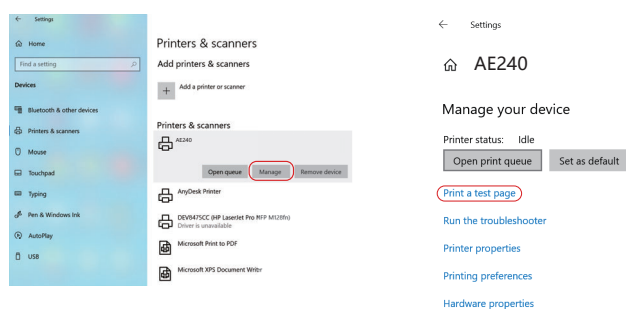 Settings
Home
Find a setting
Devices
Bluetooth & other devices
Printers & scanners
Mouse
Touchpad
Typing
Pen & Windows Ink
AutoPlay
USB
Printers & scanners
Add printers & scanners
Add a printer or scanner
Printers & scanners
AE240
Open queue Manage Remove device
AnyDesk Printer
DEV8475CC (HP LaserJet Pro MFP M128fn)
Driver is unavailable
Microsoft Print to PDF
Microsoft XPS Document Writer
Settings
AE240
Manage your device
Printer status: Idle
Open print queue Set as default
Print a test page
Run the troubleshooter
Printer properties
Printing preferences
Hardware properties